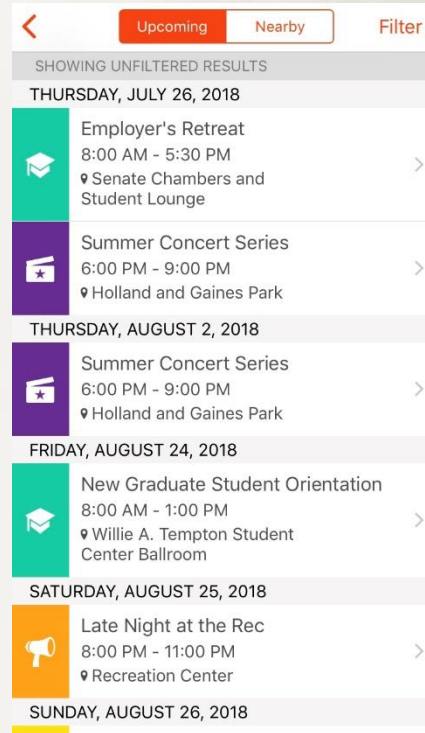 Upcoming Nearby Filter
SHOWING UNFILTERED RESULTS
THURSDAY, JULY 26, 2018
Employer's Retreat
8:00 AM - 5:30 PM
Senate Chambers and
Student Lounge
Summer Concert Series
6:00 PM - 9:00 PM
Holland and Gaines Park
THURSDAY, AUGUST 2, 2018
Summer Concert Series
6:00 PM - 9:00 PM
Holland and Gaines Park
FRIDAY, AUGUST 24, 2018
New Graduate Student Orientation
8:00 AM - 1:00 PM
Willie A. Tempton Student
Center Ballroom
SATURDAY, AUGUST 25, 2018
Late Night at the Rec
8:00 PM - 11:00 PM
Recreation Center
SUNDAY, AUGUST 26, 2018